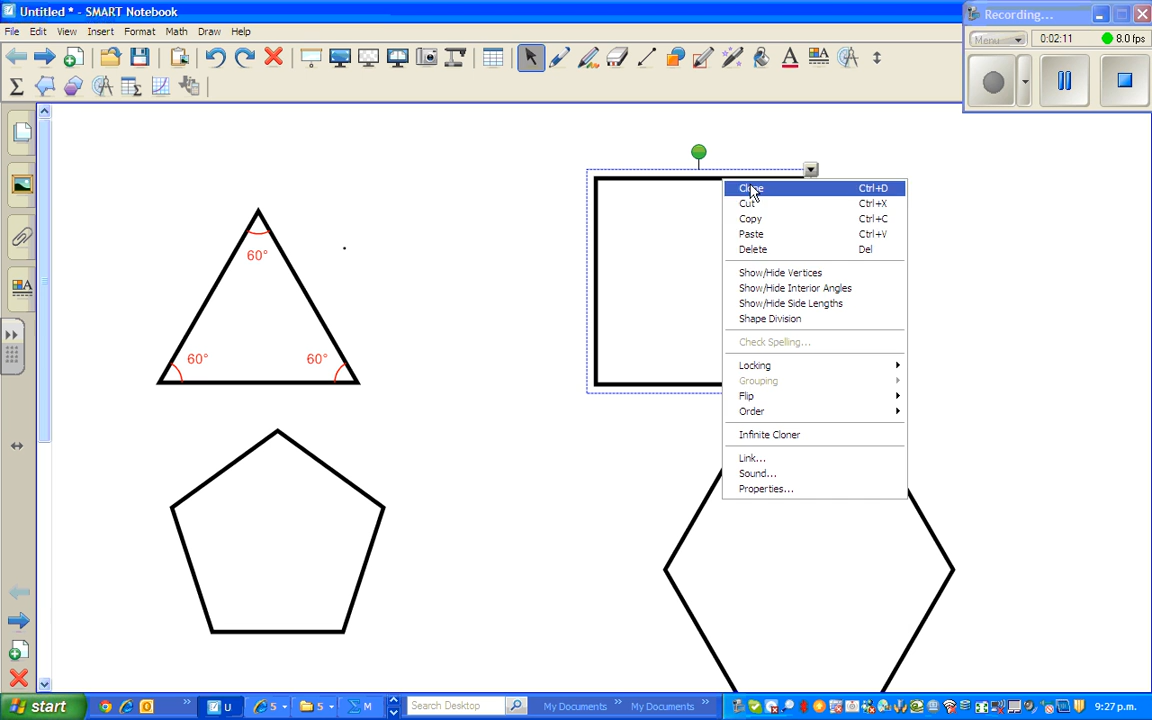 Untitled * - SMART Notebook
Recording...
File Edit View Insert Format Math Draw Help
Menu
0:02:11
8.0 fps
60°
60°
60°
Clone Ctrl+D
Cut Ctrl+X
Copy Ctrl+C
Paste Ctrl+V
Delete Del
Show/Hide Vertices
Show/Hide Interior Angles
Show/Hide Side Lengths
Shape Division
Check Spelling...
Locking
Grouping
Flip
Order
Infinite Cloner
Link...
Sound...
Properties...
start
U
5
5
M
Search Desktop
My Documents
My Documents
9:27 p.m.